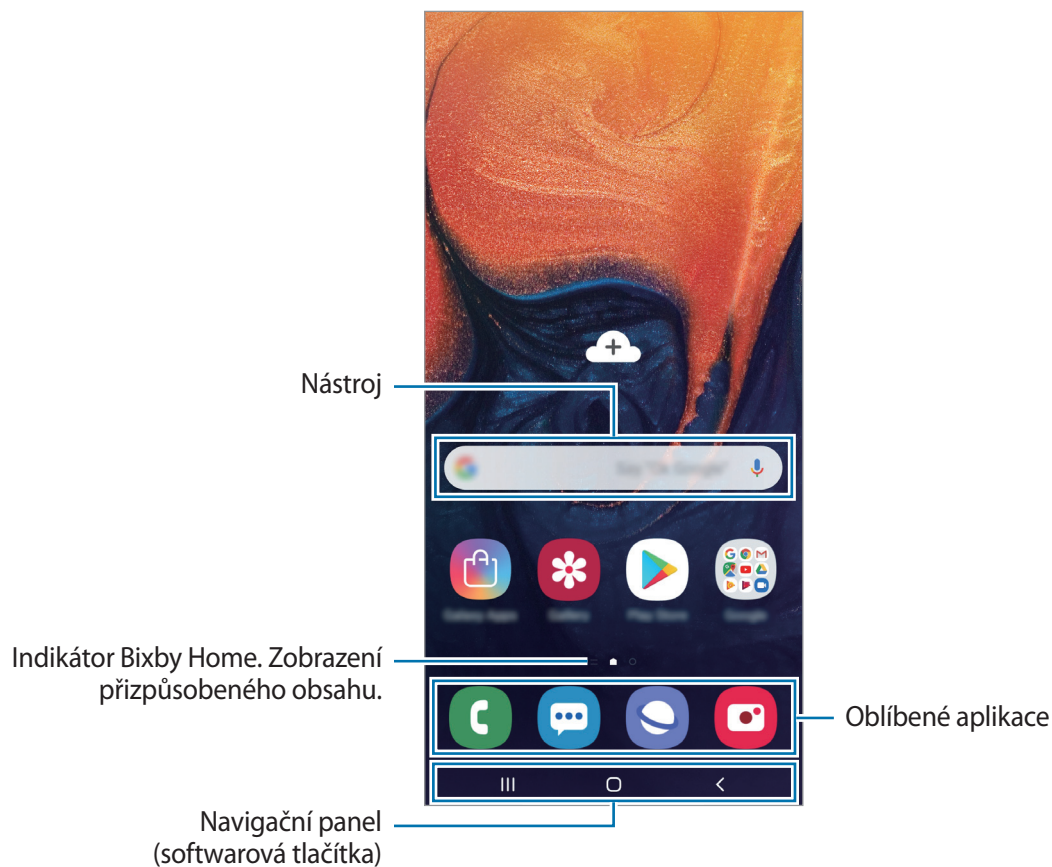 Nástroj
Indikátor Bixby Home. Zobrazení
přizpůsobeného obsahu.
Oblíbené aplikace
Navigační panel
(softwarová tlačítka)